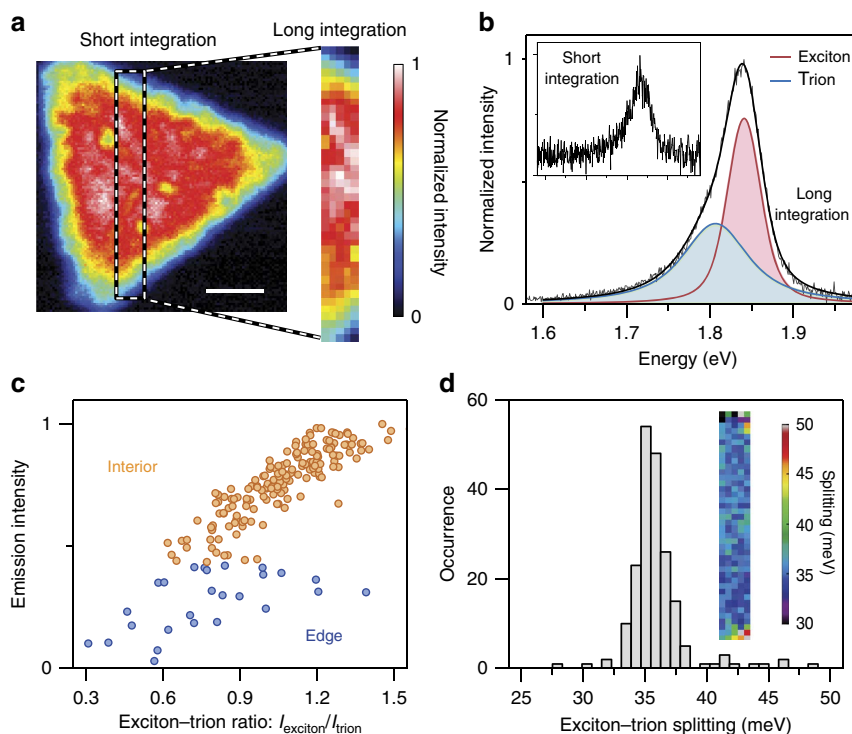 a
Short integration
Long integration
1
0
Normalized intensity
b
1
0
Normalized intensity
Short
integration
Exciton
Trion
Long
integration
1.6
1.7
1.8
1.9
Energy (eV)
c
1
0
Emission intensity
Interior
Edge
0.3
0.6
0.9
1.2
1.5
Exciton–trion ratio: Iexciton/Itrion
d
60
40
20
0
Occurrence
50
45
40
35
30
Splitting (meV)
25
30
35
40
45
50
Exciton–trion splitting (meV)